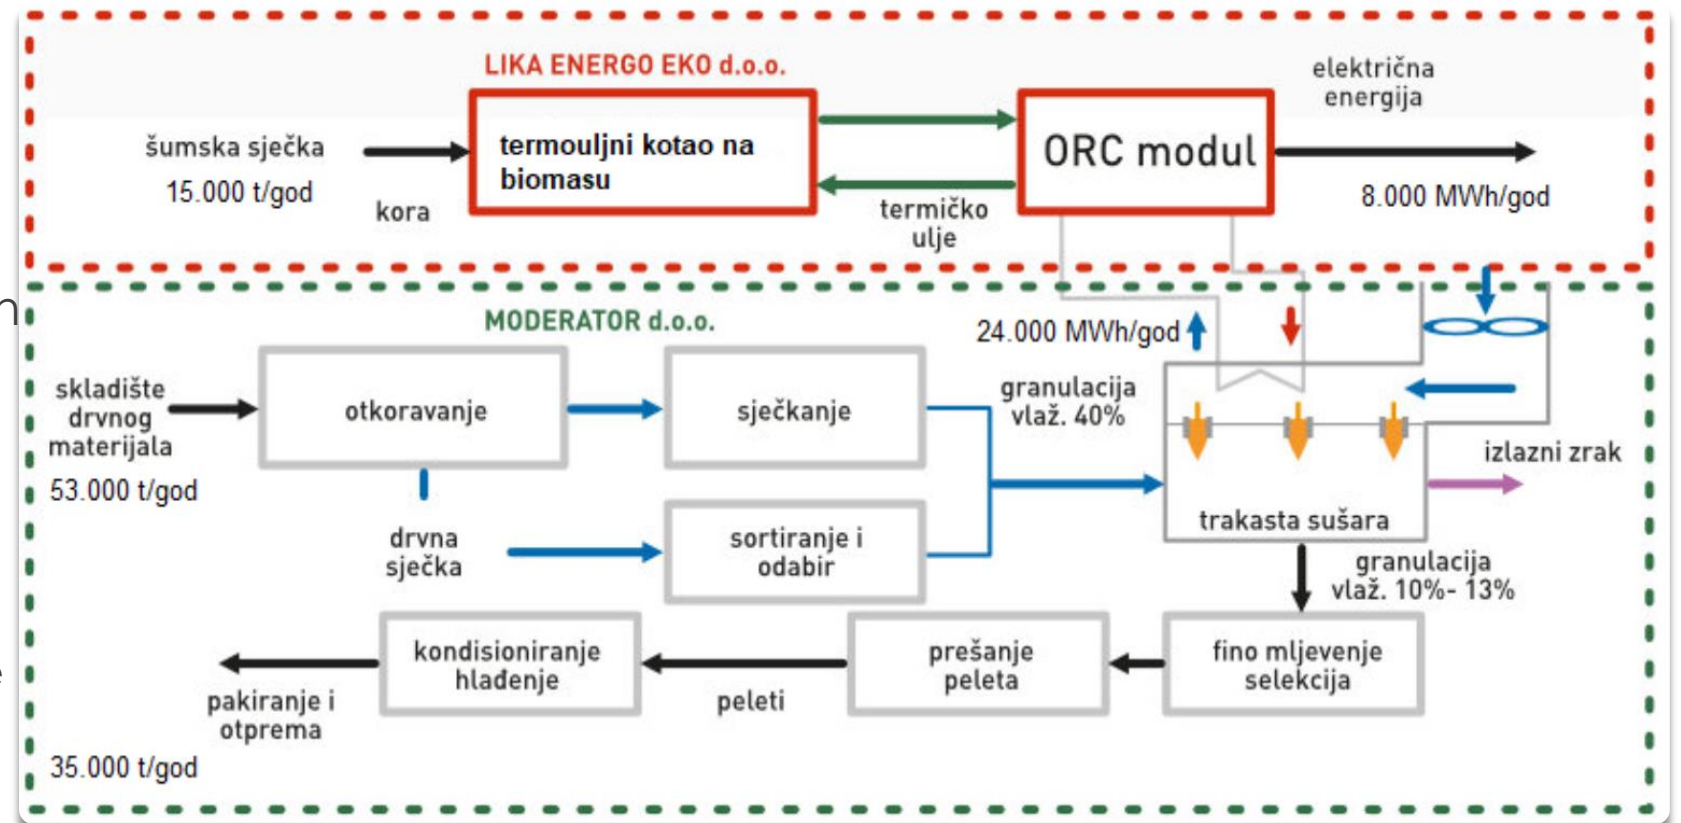 LIKA ENERGO EKO d.o.o.
električna
energija
šumska sječka
15.000 t/god
kora
termouljni kotao na
biomasu
termičko
ulje
ORC modul
8.000 MWh/god
n
MODERATOR d.o.o.
24.000 MWh/god
skladište
drvnog
materijala
53.000 t/god
otkoravanje
sječkanje
granulacija
vlaž. 40%
izlazni zrak
drvna
sječka
sortiranje i
odabir
trakasta sušara
granulacija
vlaž. 10%- 13%
e
fino mljevenje
selekcija
prešanje
peleta
peleti
kondisioniranje
hlađenje
pakiranje i
otprema
35.000 t/god